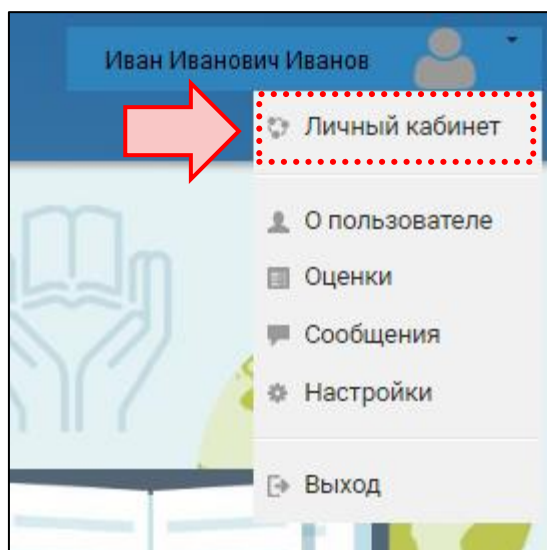 Иван Иванович Иванов
Личный кабинет
О пользователе
Оценки
Сообщения
Настройки
Выход